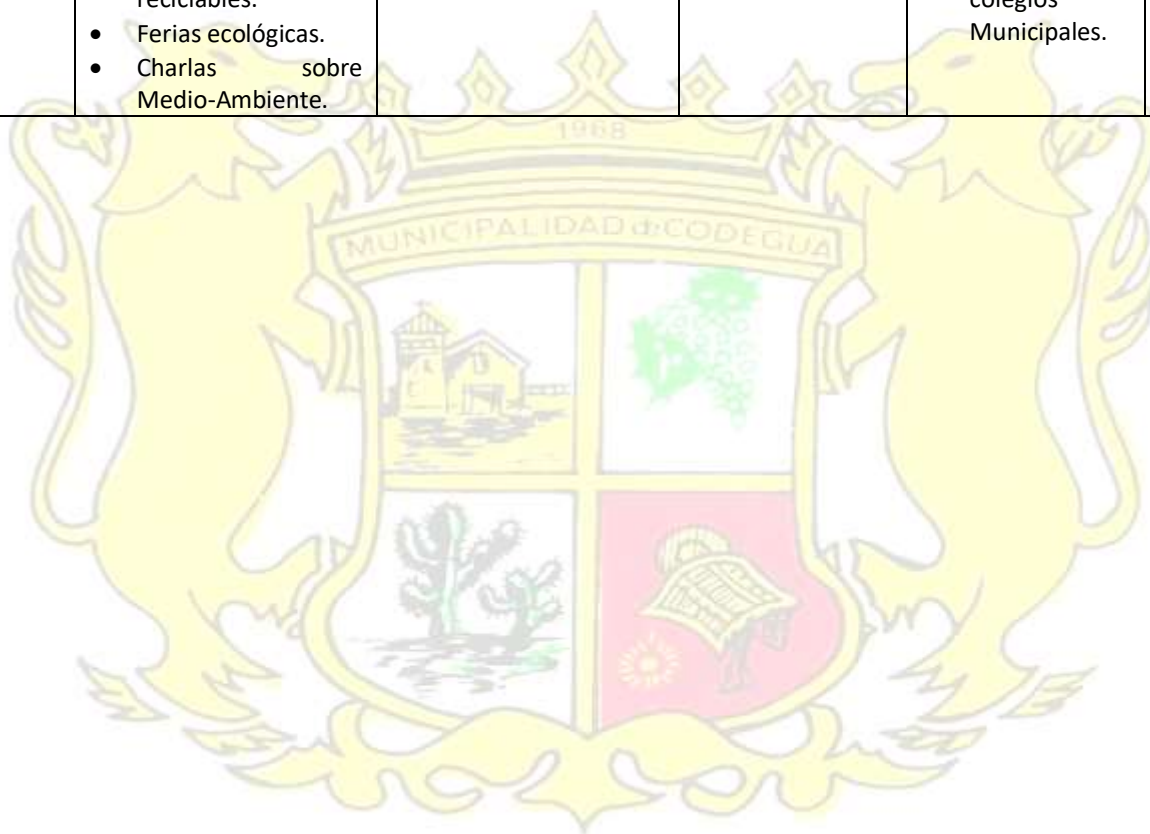 reciclables.
• Ferias ecológicas.
• Charlas sobre
Medio-Ambiente.
colegios
Municipales.
1968
MUNICIPALIDAD de CODEGUA